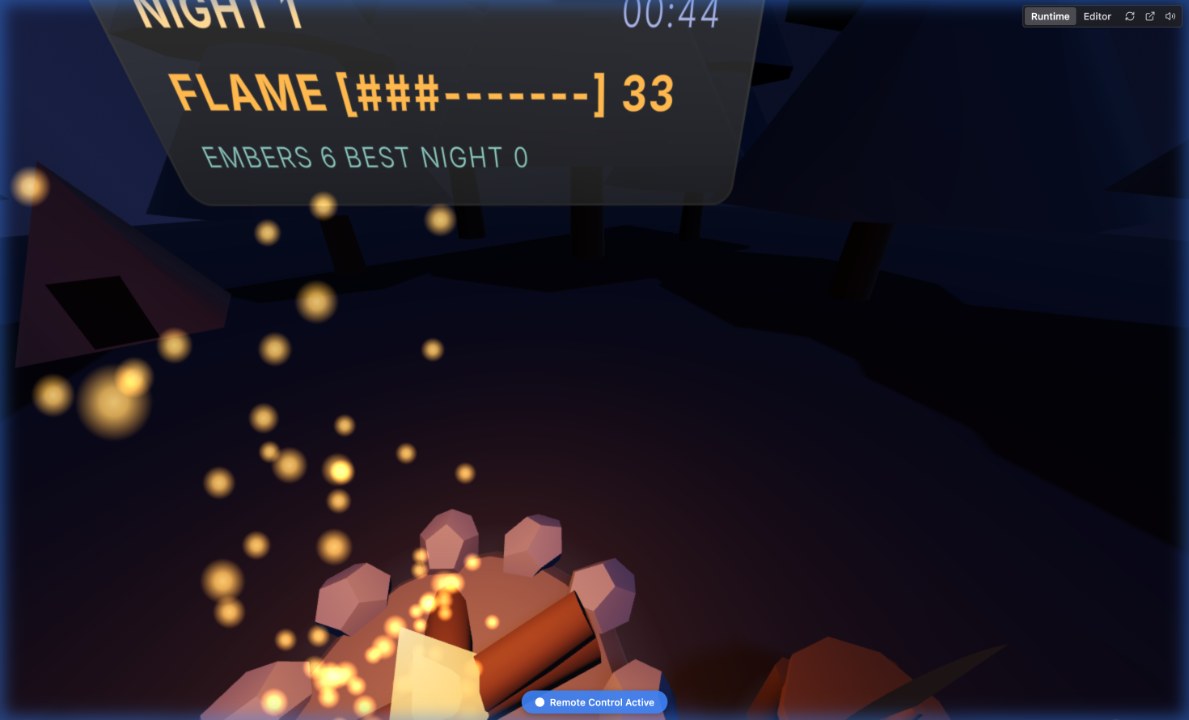 NIGHT 1 00:44
Runtime Editor
FLAME [###-------] 33
EMBERS 6 BEST NIGHT 0
Remote Control Active